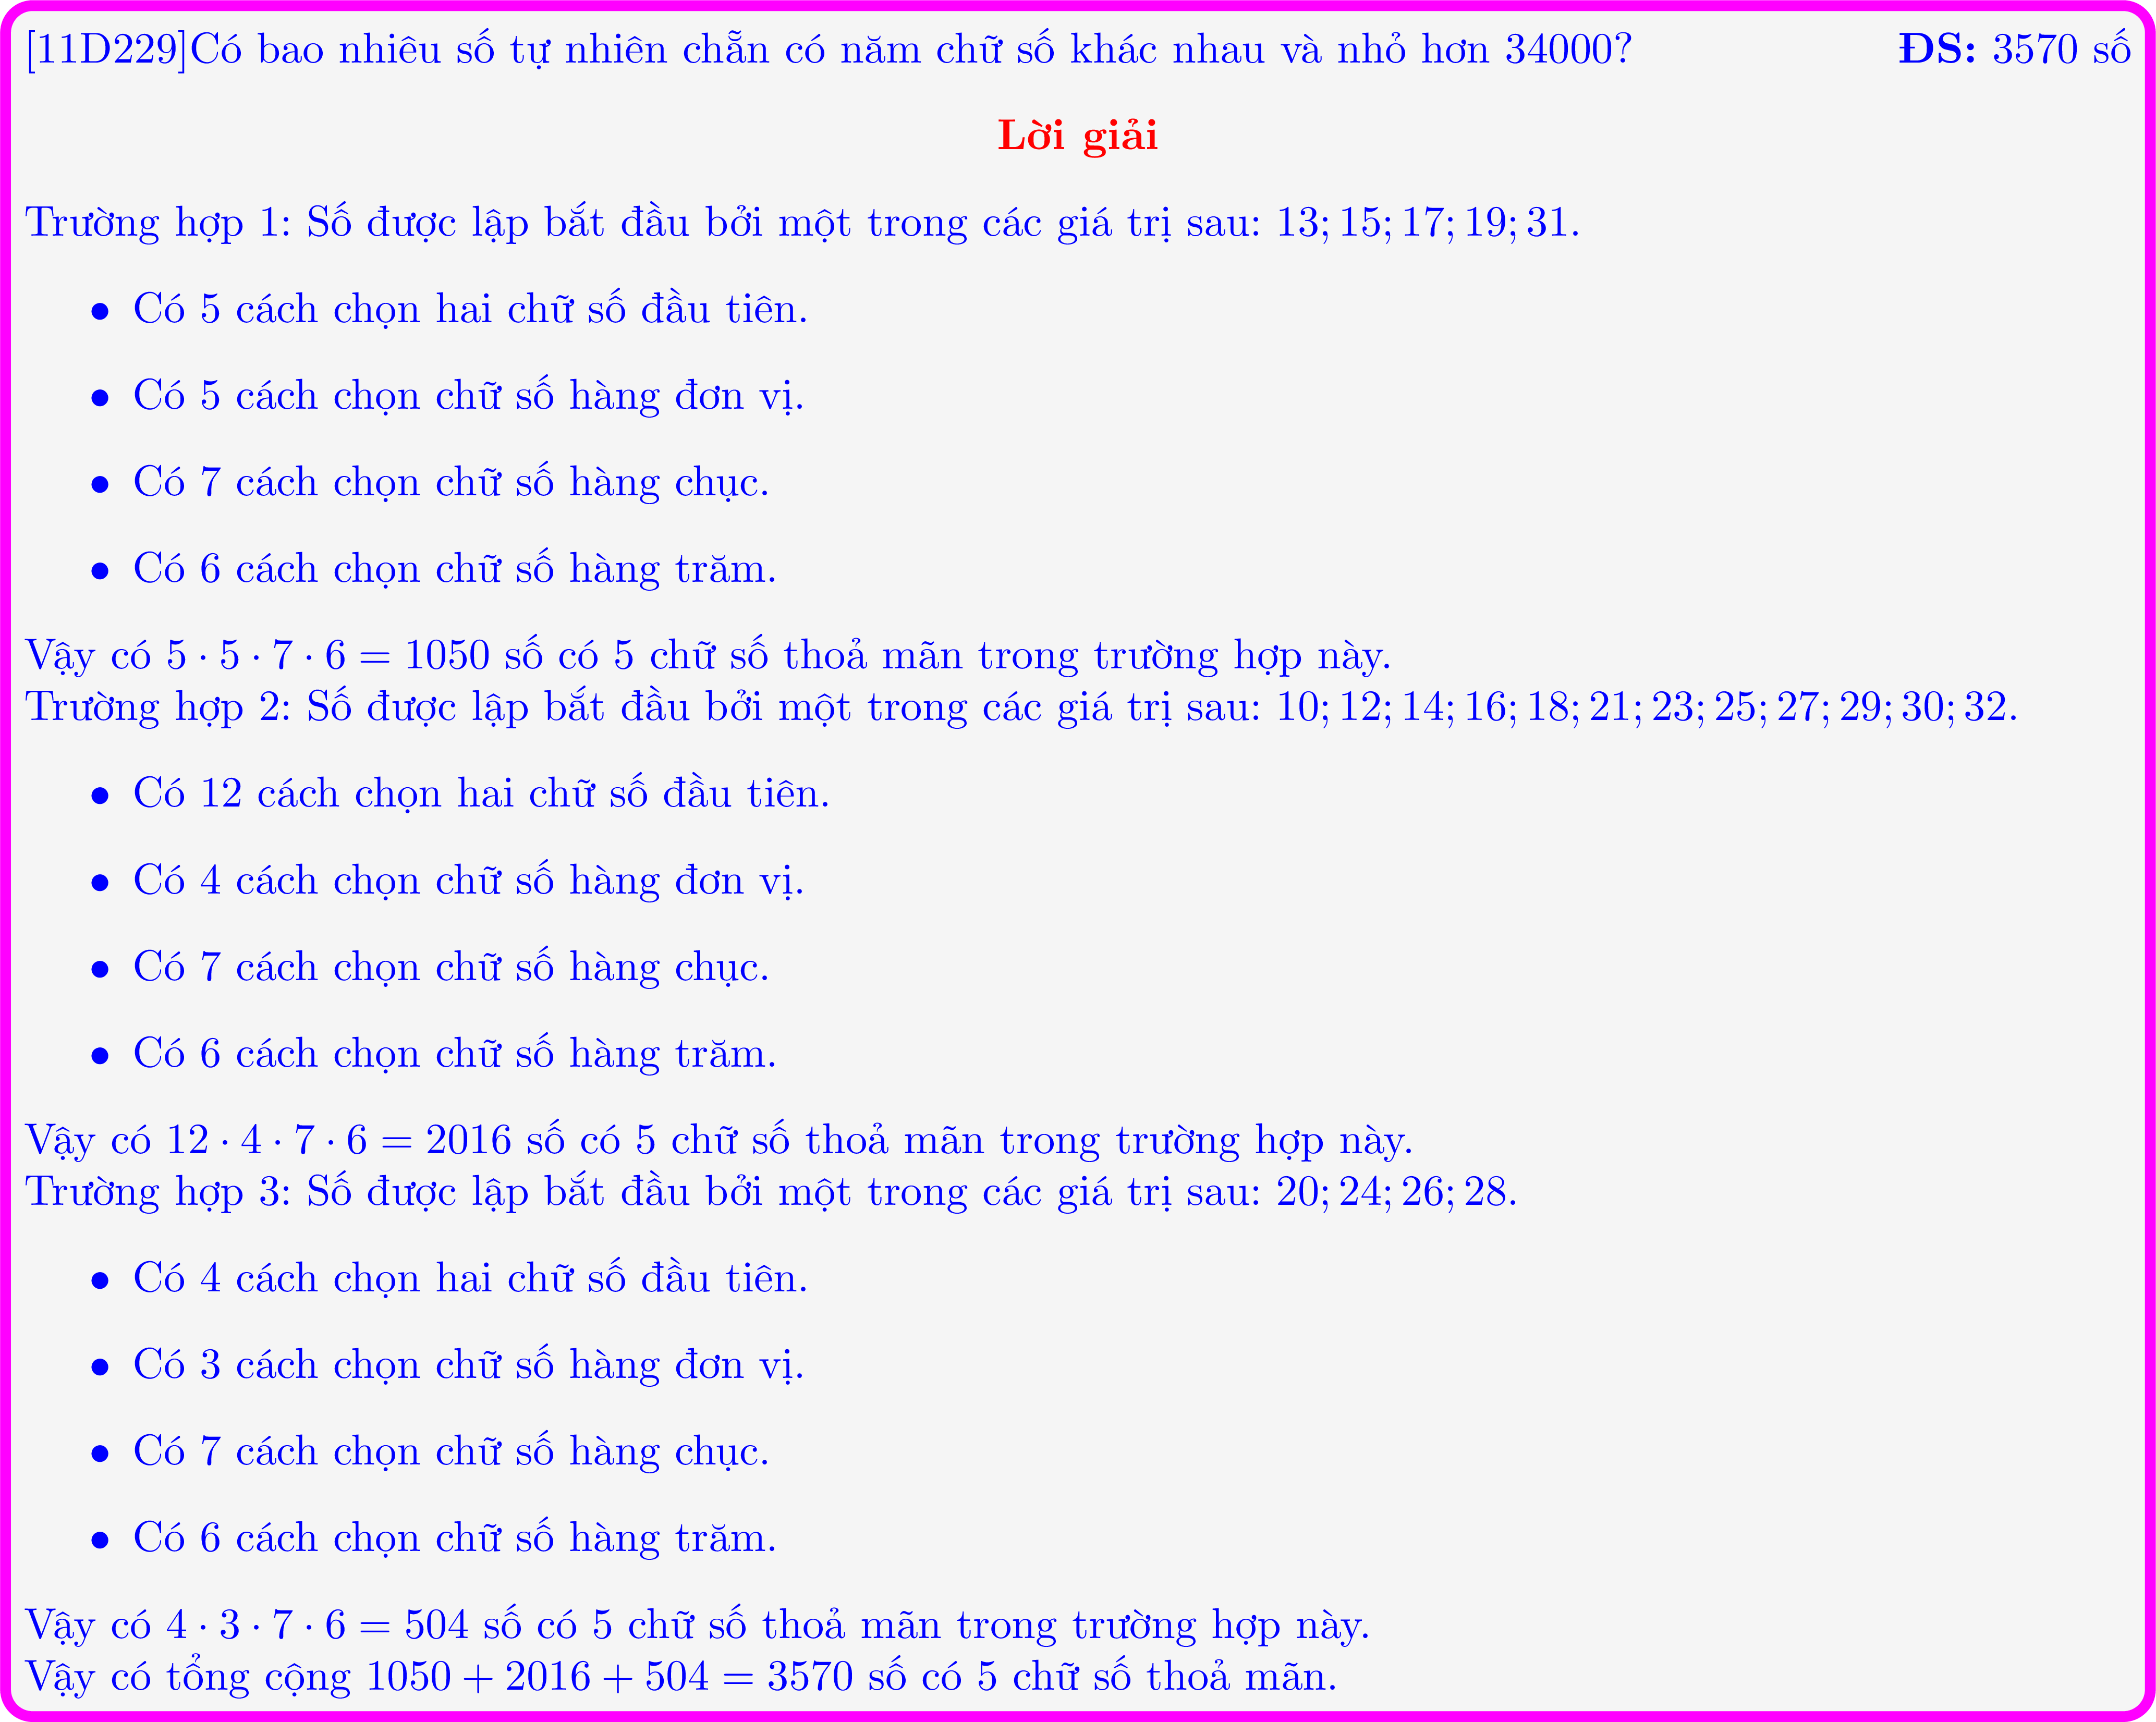 [11D229]Có bao nhiêu số tự nhiên chẵn có năm chữ số khác nhau và nhỏ hơn 34000? ĐS: 3570 số
Lời giải
Trường hợp 1: Số được lập bắt đầu bởi một trong các giá trị sau: 13; 15; 17; 19; 31.
• Có 5 cách chọn hai chữ số đầu tiên.
• Có 5 cách chọn chữ số hàng đơn vị.
• Có 7 cách chọn chữ số hàng chục.
• Có 6 cách chọn chữ số hàng trăm.
Vậy có 5 · 5 · 7 · 6 = 1050 số có 5 chữ số thoả mãn trong trường hợp này.
Trường hợp 2: Số được lập bắt đầu bởi một trong các giá trị sau: 10; 12; 14; 16; 18; 21; 23; 25; 27; 29; 30; 32.
• Có 12 cách chọn hai chữ số đầu tiên.
• Có 4 cách chọn chữ số hàng đơn vị.
• Có 7 cách chọn chữ số hàng chục.
• Có 6 cách chọn chữ số hàng trăm.
Vậy có 12 · 4 · 7 · 6 = 2016 số có 5 chữ số thoả mãn trong trường hợp này.
Trường hợp 3: Số được lập bắt đầu bởi một trong các giá trị sau: 20; 24; 26; 28.
• Có 4 cách chọn hai chữ số đầu tiên.
• Có 3 cách chọn chữ số hàng đơn vị.
• Có 7 cách chọn chữ số hàng chục.
• Có 6 cách chọn chữ số hàng trăm.
Vậy có 4 · 3 · 7 · 6 = 504 số có 5 chữ số thoả mãn trong trường hợp này.
Vậy có tổng cộng 1050 + 2016 + 504 = 3570 số có 5 chữ số thoả mãn.